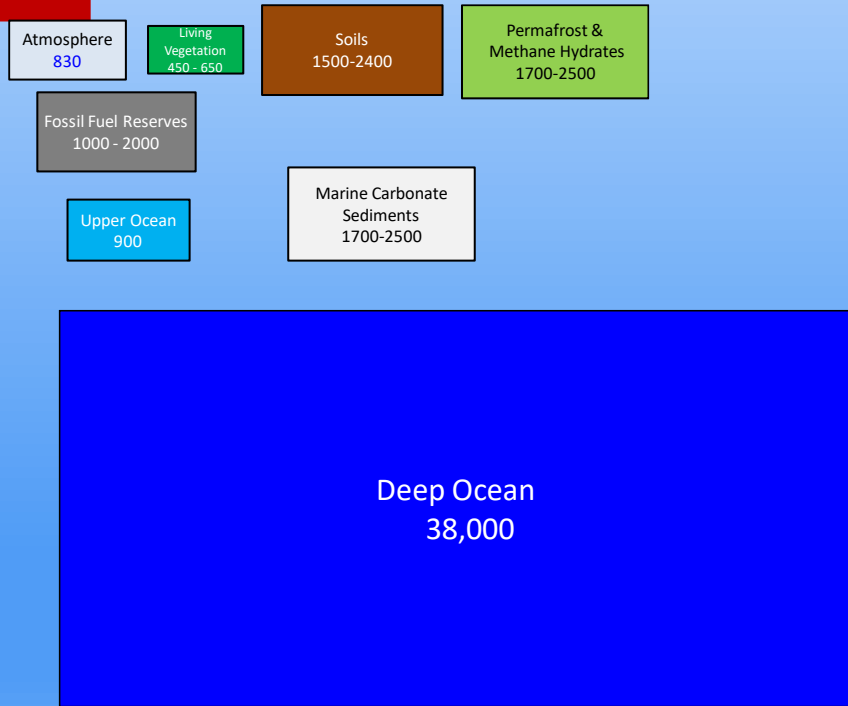 Atmosphere
830
Living
Vegetation
450 - 650
Soils
1500-2400
Permafrost &
Methane Hydrates
1700-2500
Fossil Fuel Reserves
1000 - 2000
Marine Carbonate
Sediments
1700-2500
Upper Ocean
900
Deep Ocean
38,000